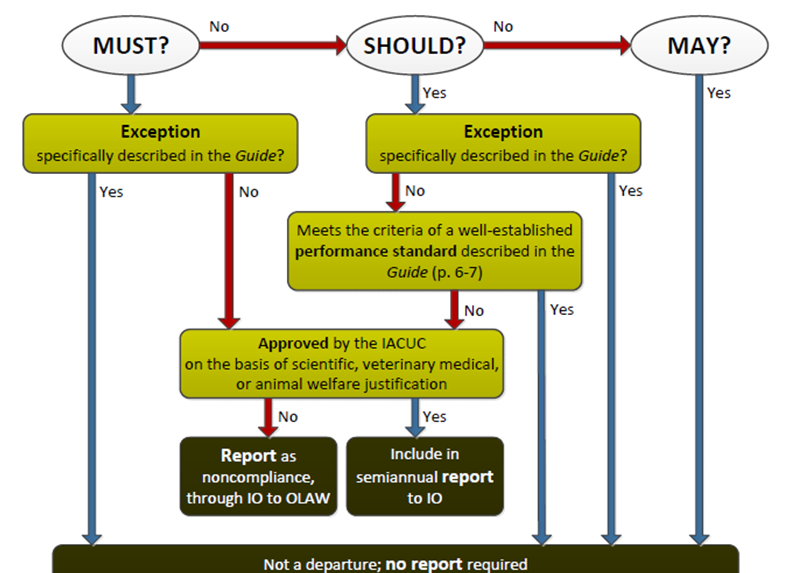 No
No
MUST?
SHOULD?
MAY?
Yes
Yes
Exception
specifically described in the Guide?
Exception
specifically described in the Guide?
Yes
No
No
Yes
Meets the criteria of a well-established
performance standard described in the
Guide (p. 6-7)
No
Yes
Approved by the IACUC
on the basis of scientific, veterinary medical,
or animal welfare justification
No
Yes
Report as
noncompliance,
through IO to OLAW
Include in
semiannual report
to IO
Not a departure; no report required